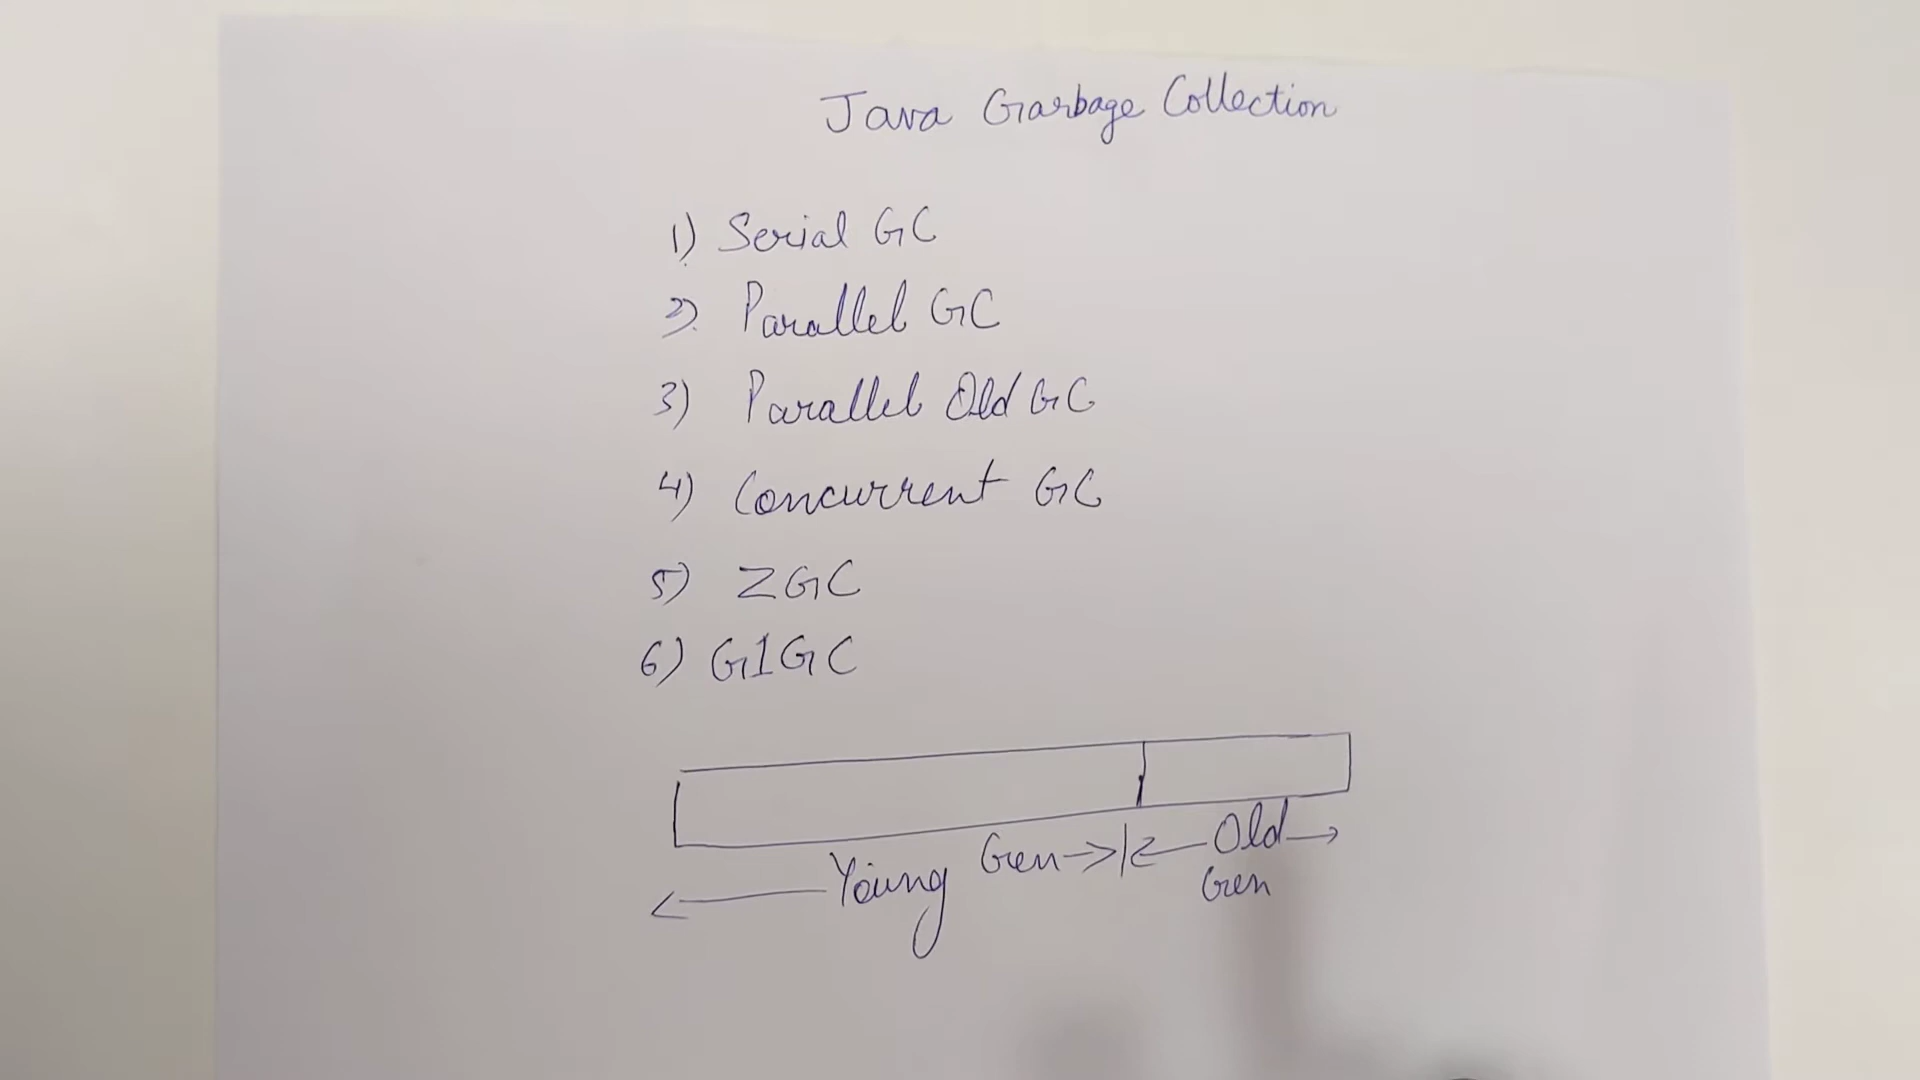 Java Garbage Collection
1) Serial GC
2) Parallel GC
3) Parallel Old GC
4) Concurrent GC
5) ZGC
6) G1GC
Young Gen Old
Gen